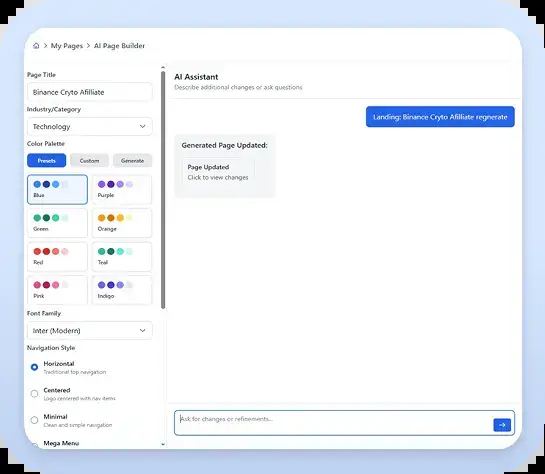 My Pages
AI Page Builder
Page Title
Binance Cryto Afilliate
Industry/Category
Technology
Color Palette
Presets
Custom
Generate
Blue
Purple
Green
Orange
Red
Teal
Pink
Indigo
Font Family
Inter (Modern)
Navigation Style
Horizontal
Traditional top navigation
Centered
Logo centered with nav items
Minimal
Clean and simple navigation
Mega Menu
AI Assistant
Describe additional changes or ask questions
Landing: Binance Cryto Afiliate regnerate
Generated Page Updated:
Page Updated
Click to view changes
Ask for changes or refinements...